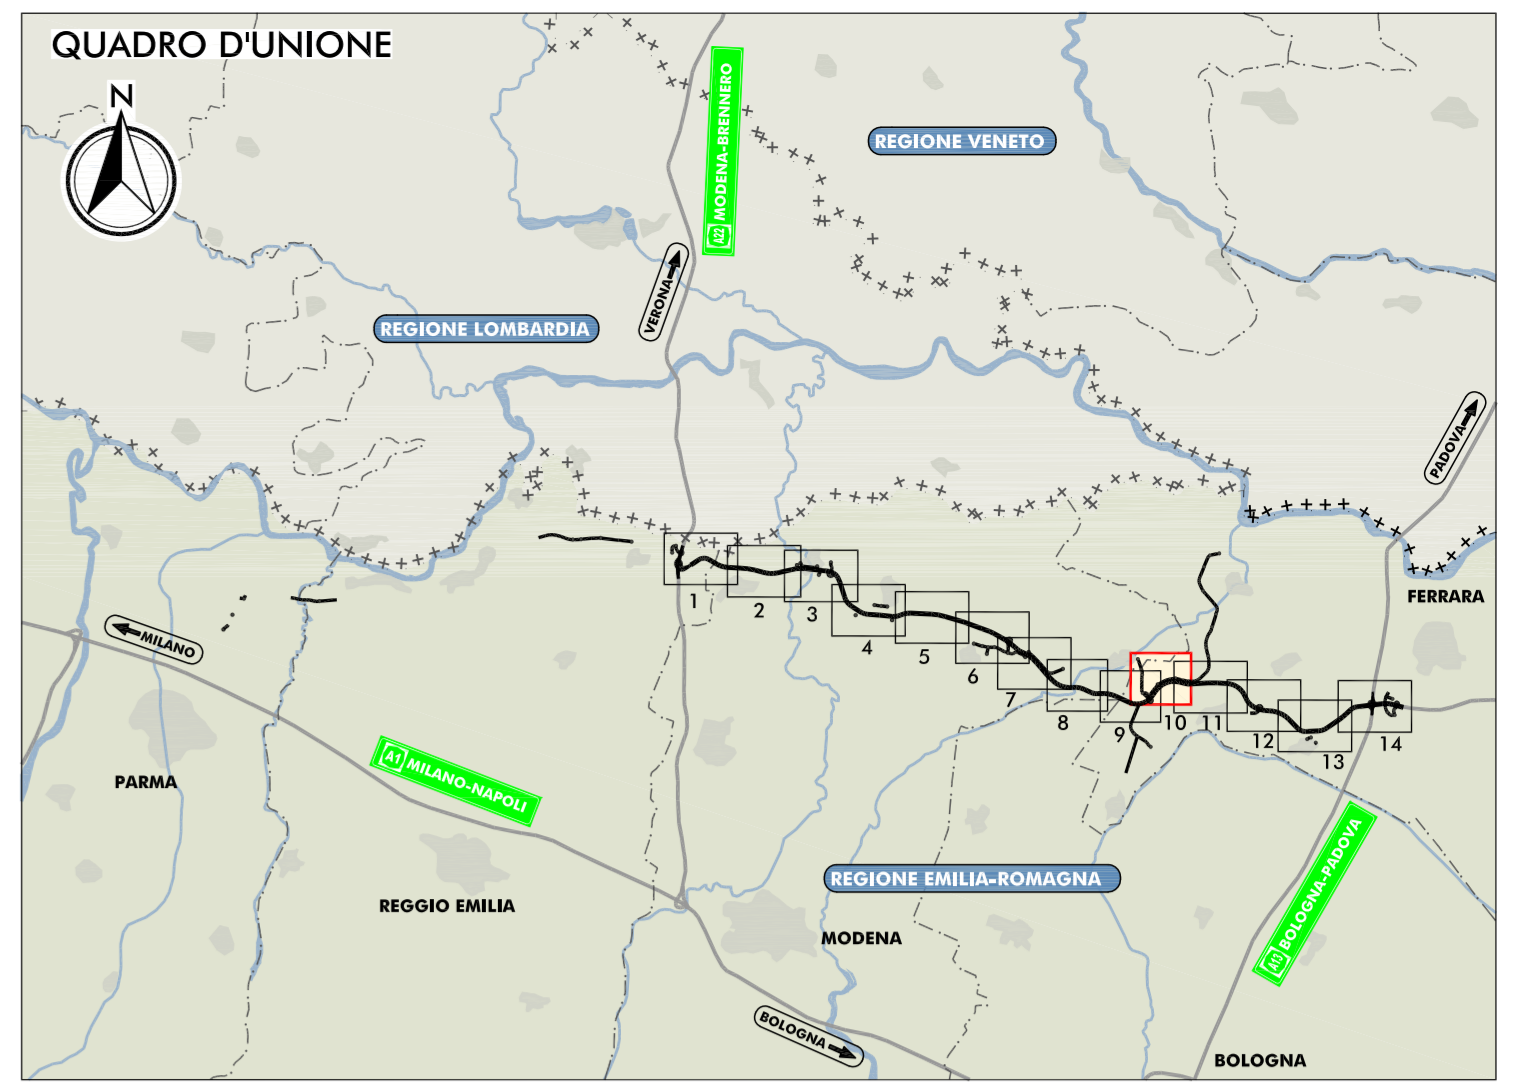 QUADRO D'UNIONE
N
A22 MODENA-BRENNERO
REGIONE VENETO
VERONA
REGIONE LOMBARDIA
PADOVA
FERRARA
MILANO
1
2
3
4
5
6
7
8
9
10
11
12
13
14
PARMA
A1 MILANO-NAPOLI
A13 BOLOGNA-PADOVA
REGIONE EMILIA-ROMAGNA
REGGIO EMILIA
MODENA
BOLOGNA
BOLOGNA